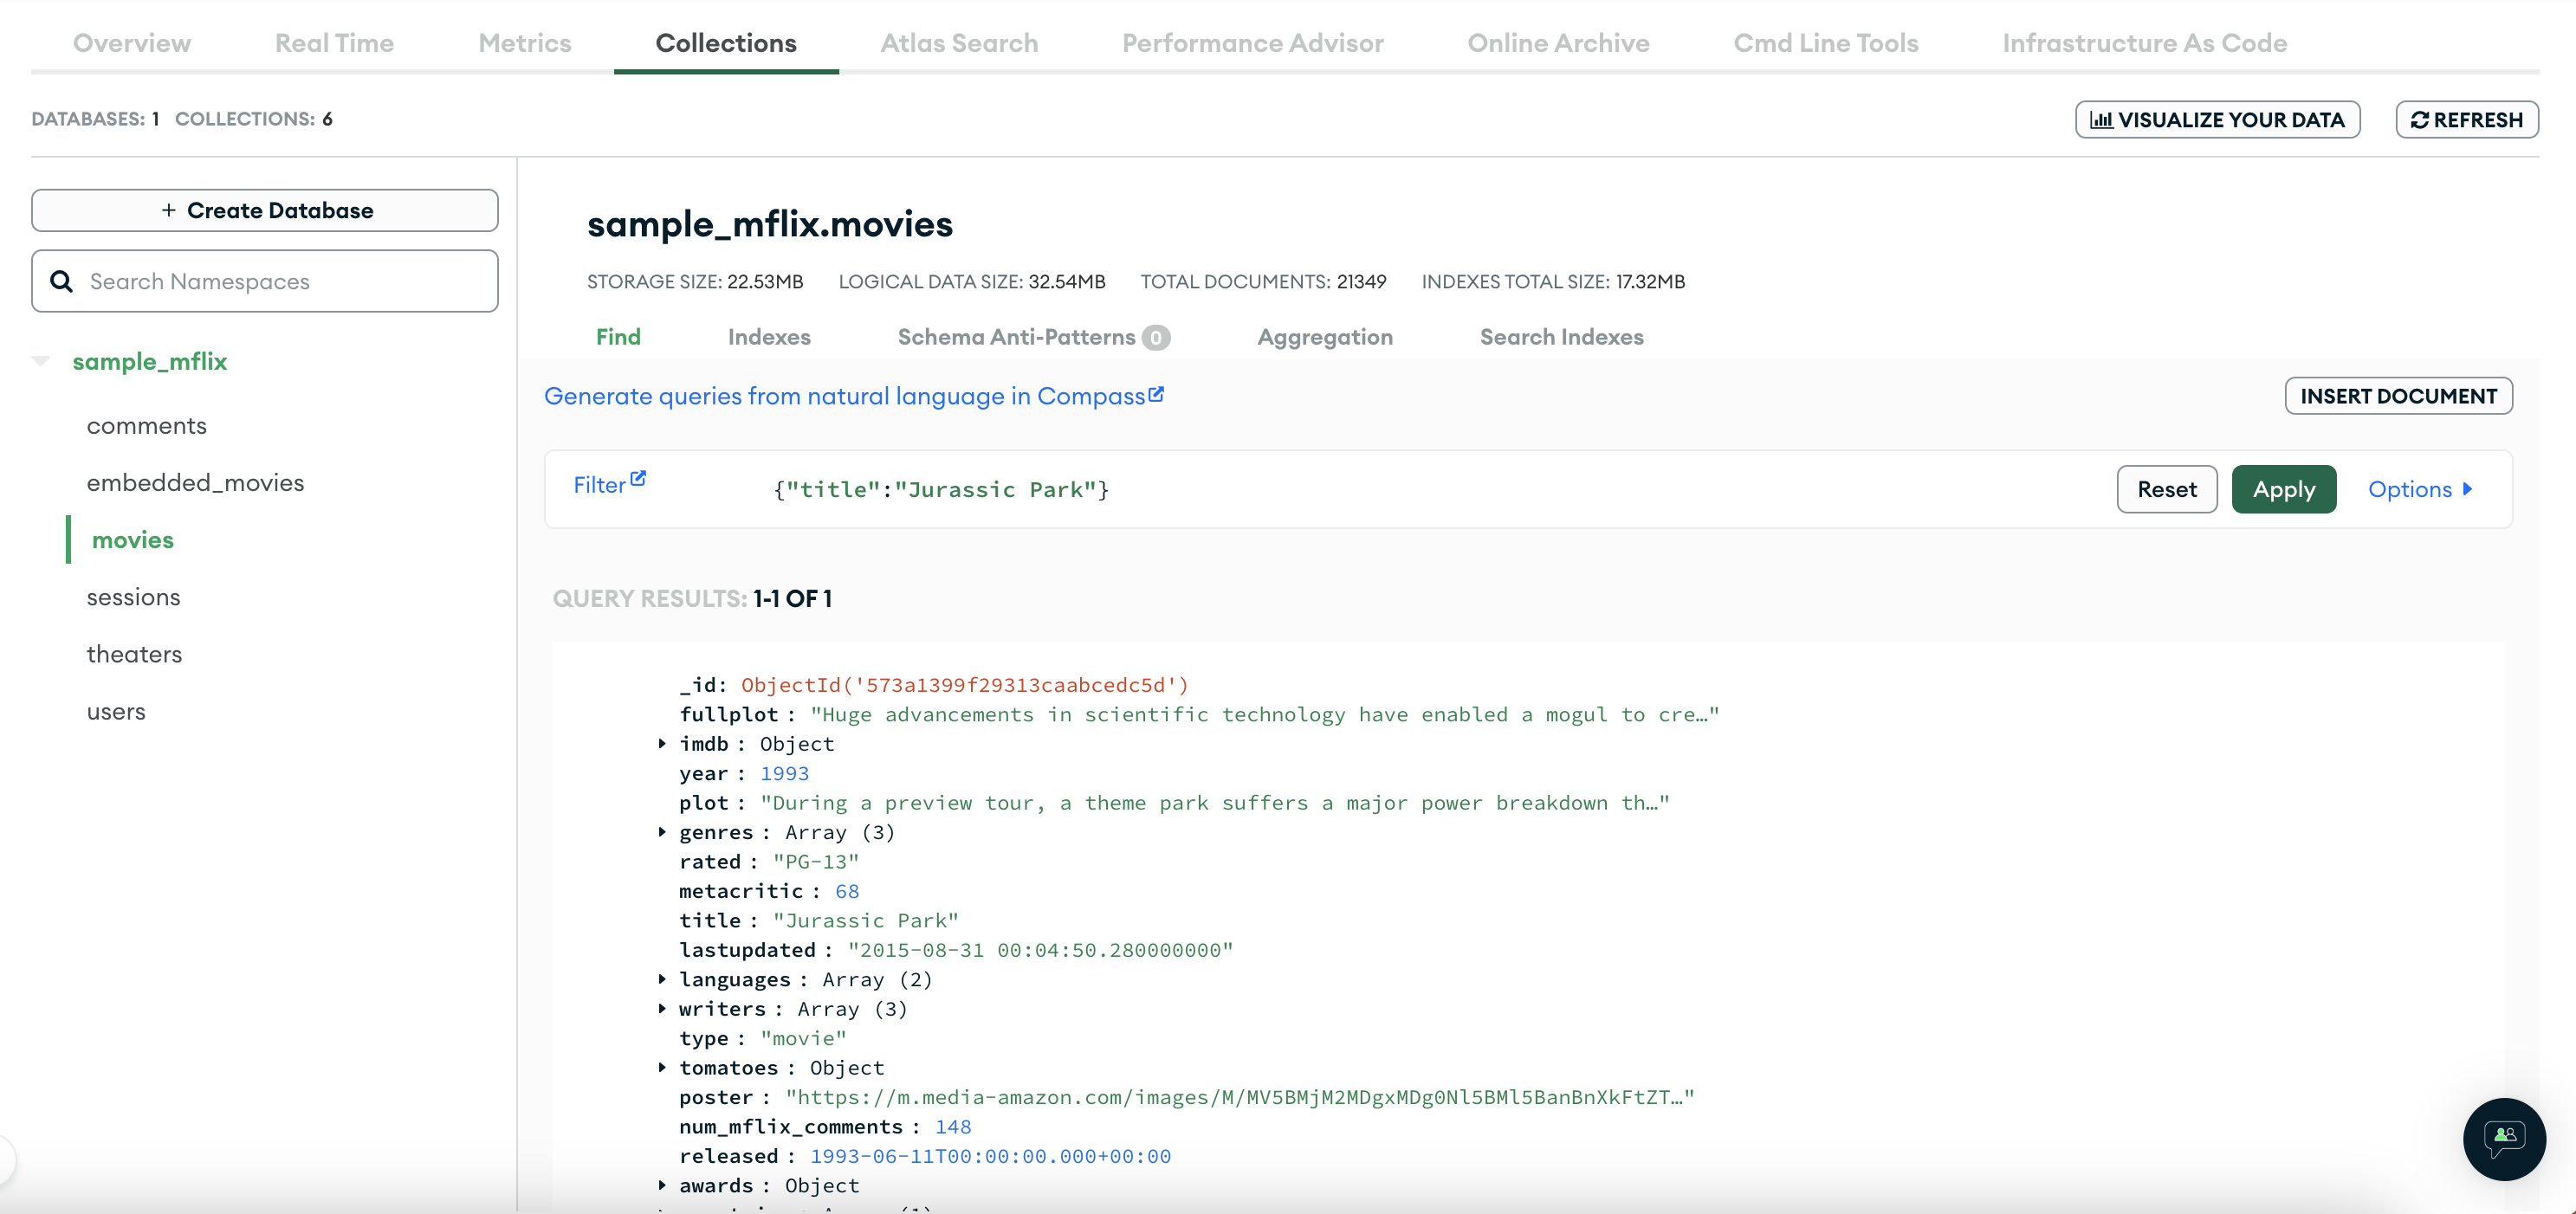 Overview Real Time Metrics Collections Atlas Search Performance Advisor Online Archive Cmd Line Tools Infrastructure As Code
DATABASES: 1 COLLECTIONS: 6
VISUALIZE YOUR DATA REFRESH
+ Create Database
Search Namespaces
sample_mflix
comments
embedded_movies
movies
sessions
theaters
users
sample_mflix.movies
STORAGE SIZE: 22.53MB LOGICAL DATA SIZE: 32.54MB TOTAL DOCUMENTS: 21349 INDEXES TOTAL SIZE: 17.32MB
Find Indexes Schema Anti-Patterns 0 Aggregation Search Indexes
Generate queries from natural language in Compass
INSERT DOCUMENT
Filter {"title":"Jurassic Park"} Reset Apply Options
QUERY RESULTS: 1-1 OF 1
_id: ObjectId('573a1399f29313caabcedc5d')
fullplot : "Huge advancements in scientific technology have enabled a mogul to cre…"
imdb : Object
year : 1993
plot : "During a preview tour, a theme park suffers a major power breakdown th…"
genres : Array (3)
rated : "PG-13"
metacritic : 68
title : "Jurassic Park"
lastupdated : "2015-08-31 00:04:50.280000000"
languages : Array (2)
writers : Array (3)
type : "movie"
tomatoes : Object
poster : "https://m.media-amazon.com/images/M/MV5BMjM2MDgxMDg0Nl5BMl5BanBnXkFtZT…"
num_mflix_comments : 148
released : 1993-06-11T00:00:00.000+00:00
awards : Object